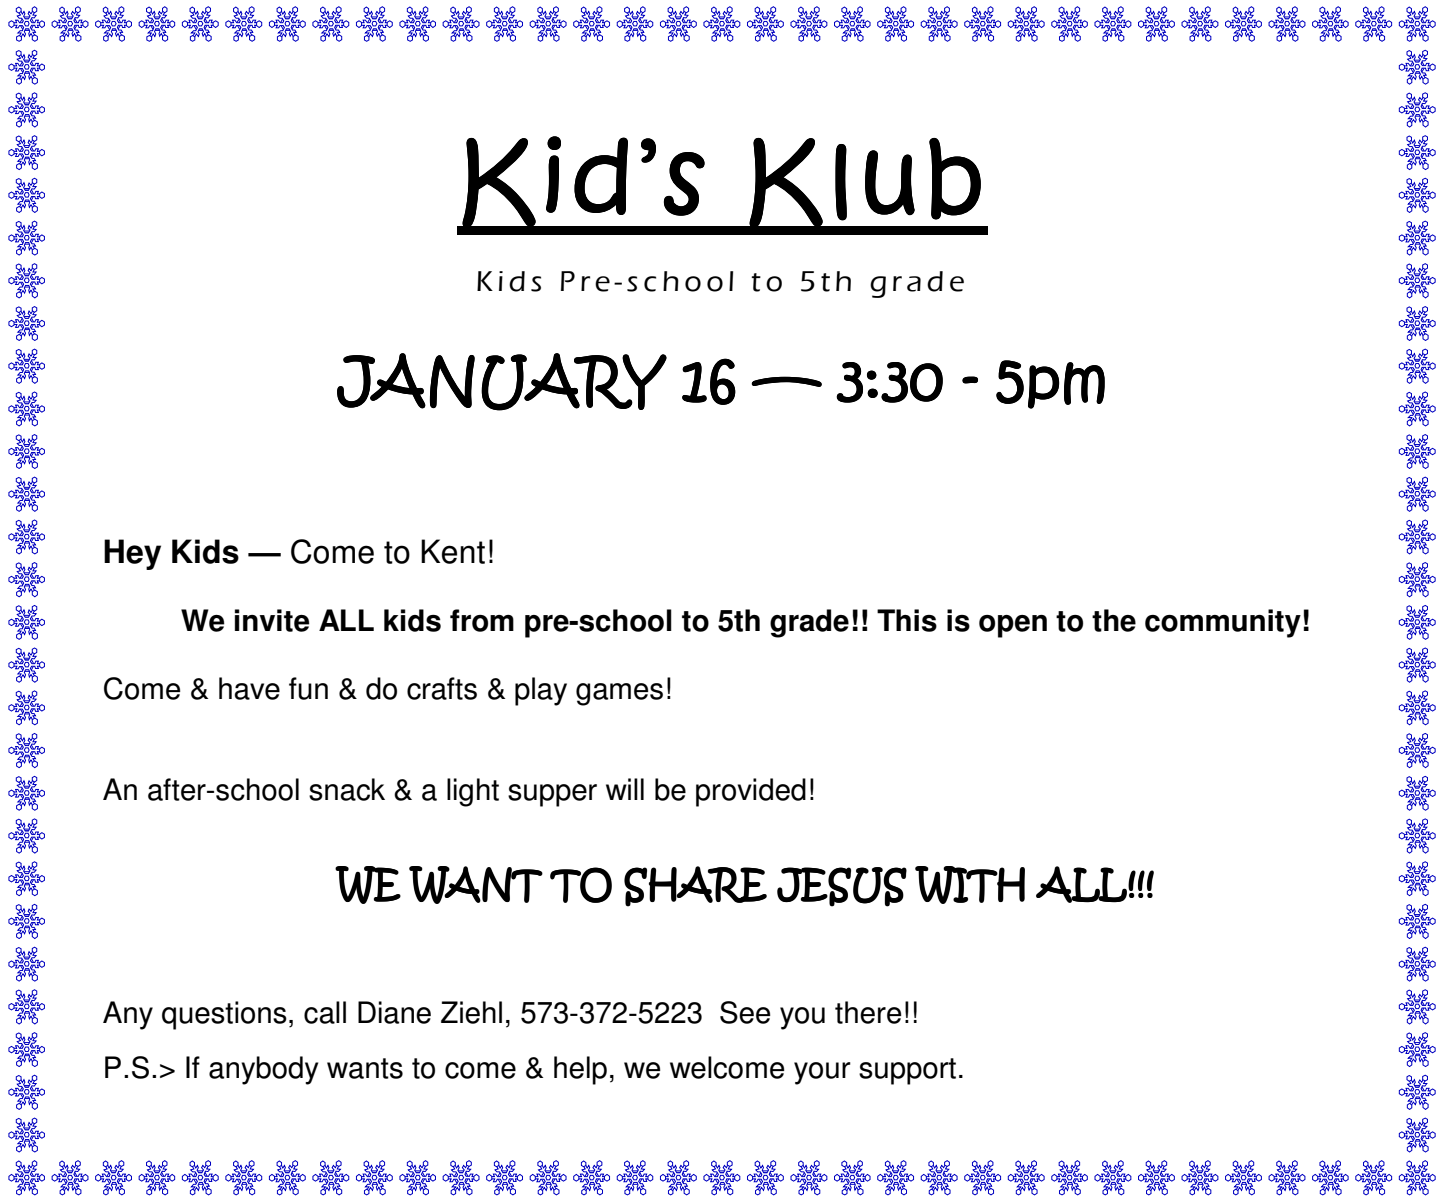 Kid’s Klub
Kids Pre-school to 5th grade
JANUARY 16 — 3:30 - 5pm
Hey Kids — Come to Kent!
We invite ALL kids from pre-school to 5th grade!! This is open to the community!
Come & have fun & do crafts & play games!
An after-school snack & a light supper will be provided!
WE WANT TO SHARE JESUS WITH ALL!!!
Any questions, call Diane Ziehl, 573-372-5223  See you there!!
P.S.> If anybody wants to come & help, we welcome your support.